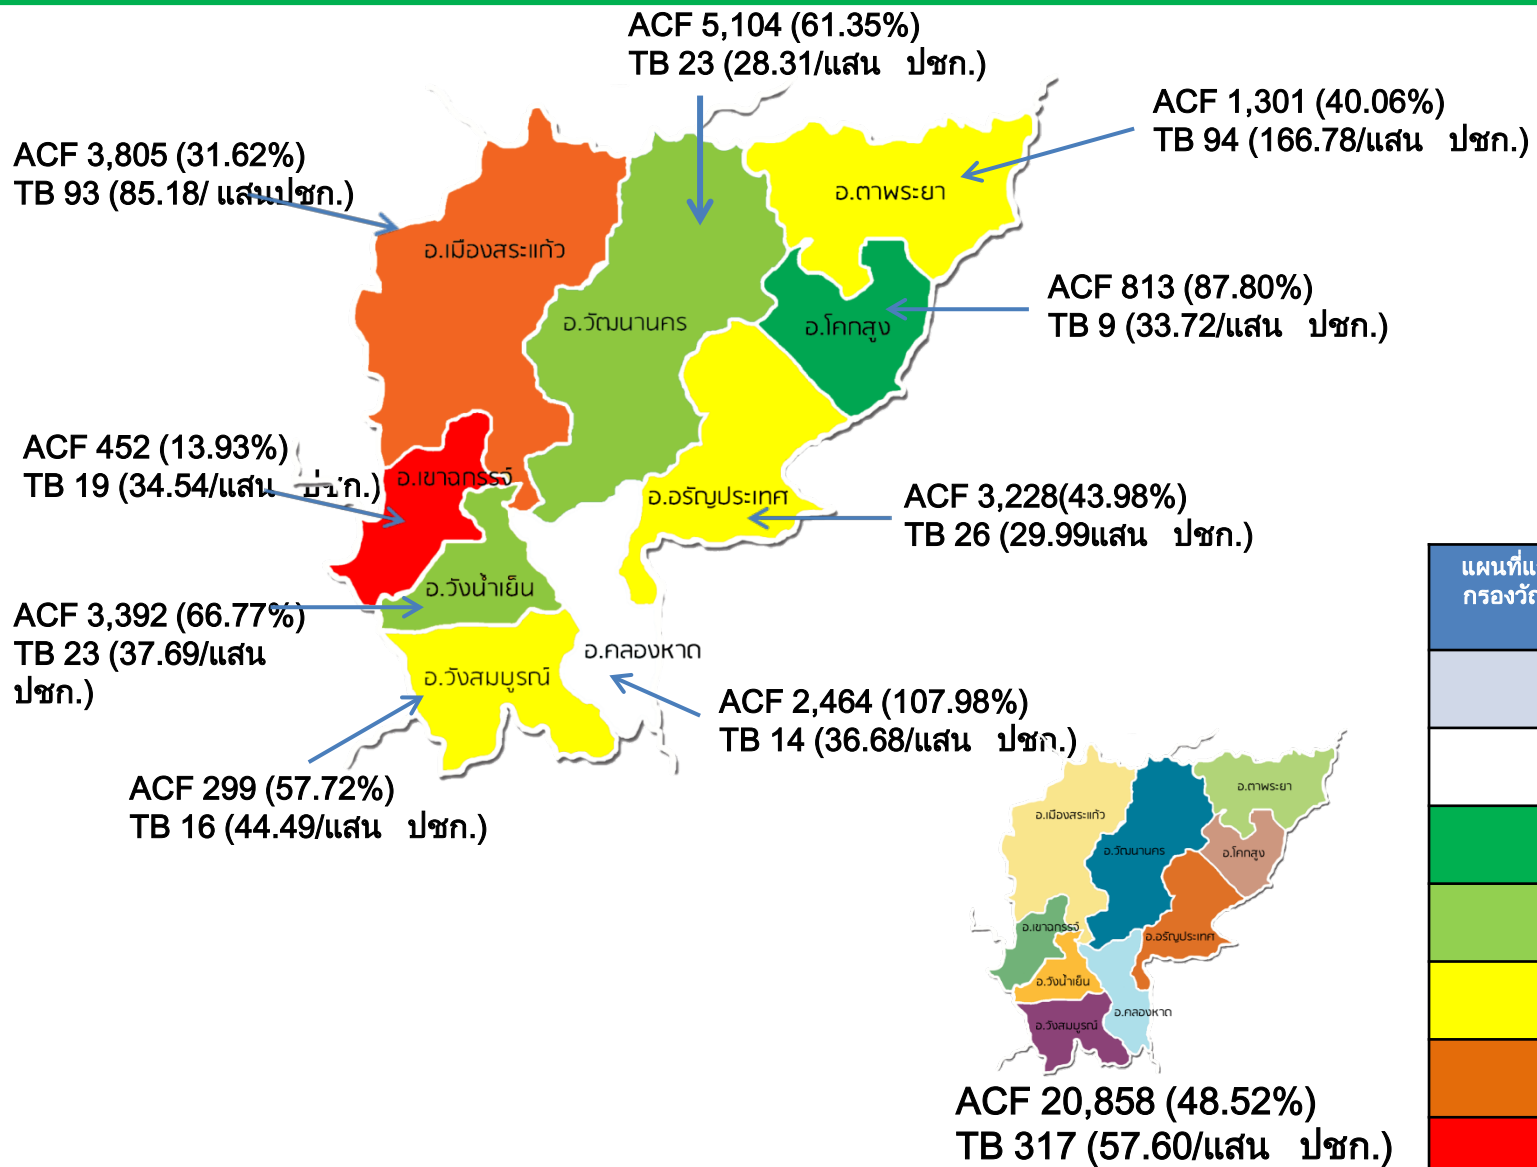 ACF 5,104 (61.35%)
TB 23 (28.31/แสน ปชก.)
ACF 1,301 (40.06%)
TB 94 (166.78/แสน ปชก.)
ACF 3,805 (31.62%)
TB 93 (85.18/ แสนปชก.)
อ.ตาพระยา
อ.เมืองสระแก้ว
ACF 813 (87.80%)
TB 9 (33.72/แสน ปชก.)
อ.วัฒนานคร
อ.โคกสูง
ACF 452 (13.93%)
TB 19 (34.54/แสน ปชก.)
อ.เขาฉกรรจ์
อ.อรัญประเทศ
ACF 3,228(43.98%)
TB 26 (29.99แสน ปชก.)
อ.วังน้ำเย็น
ACF 3,392 (66.77%)
TB 23 (37.69/แสน
ปชก.)
อ.คลองหาด
อ.วังสมบูรณ์
ACF 2,464 (107.98%)
TB 14 (36.68/แสน ปชก.)
ACF 299 (57.72%)
TB 16 (44.49/แสน ปชก.)
อ.ตาพระยา
อ.เมืองสระแก้ว
อ.วัฒนานคร
อ.โคกสูง
อ.เขาฉกรรจ์
อ.อรัญประเทศ
อ.วังน้ำเย็น
อ.คลองหาด
อ.วังสมบูรณ์
ACF 20,858 (48.52%)
TB 317 (57.60/แสน ปชก.)
แผนที่แ
กรองวั